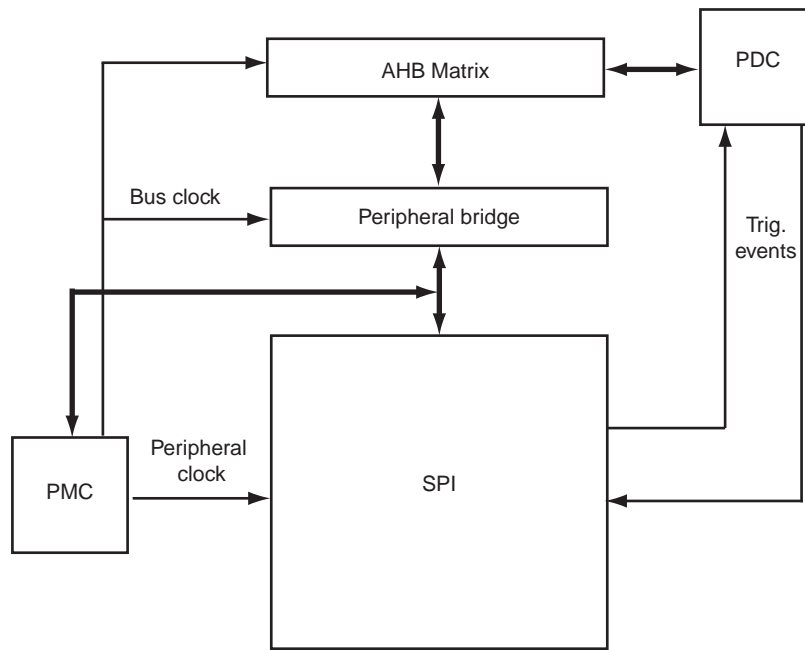 AHB Matrix
PDC
Bus clock
Peripheral bridge
Trig.
events
Peripheral
clock
PMC
SPI